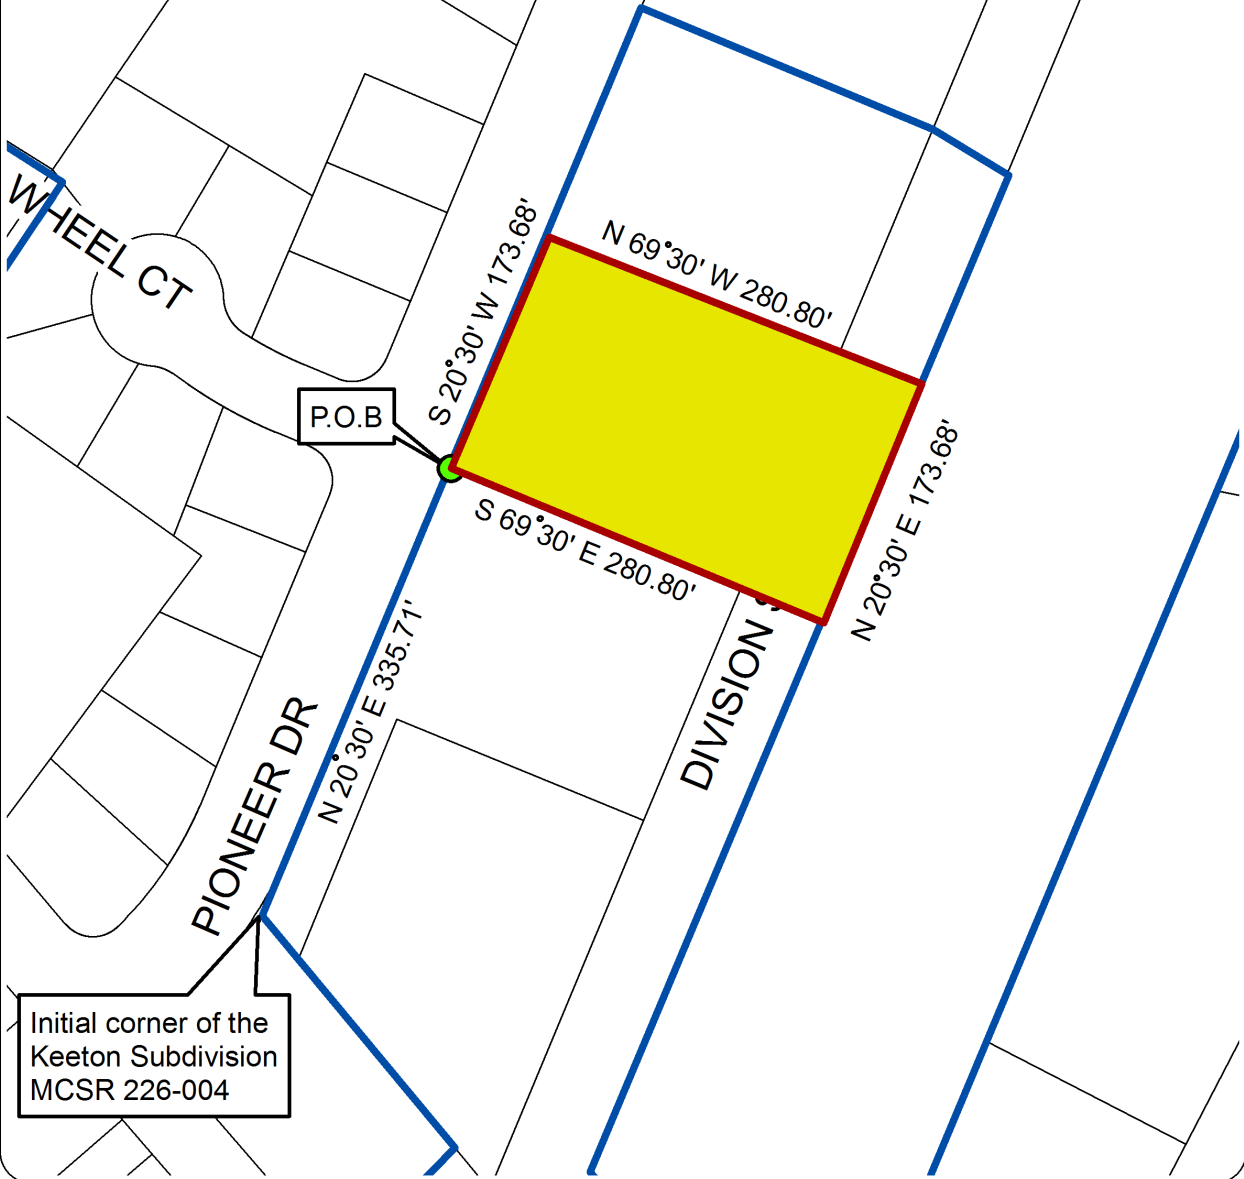 WHEEL CT
S 20°30' W 173.68'
N 69°30' W 280.80'
P.O.B
S 69°30' E 280.80'
N 20°30' E 173.68'
N 20°30' E 335.71'
DIVISION
PIONEER DR
Initial corner of the
Keeton Subdivision
MCSR 226-004